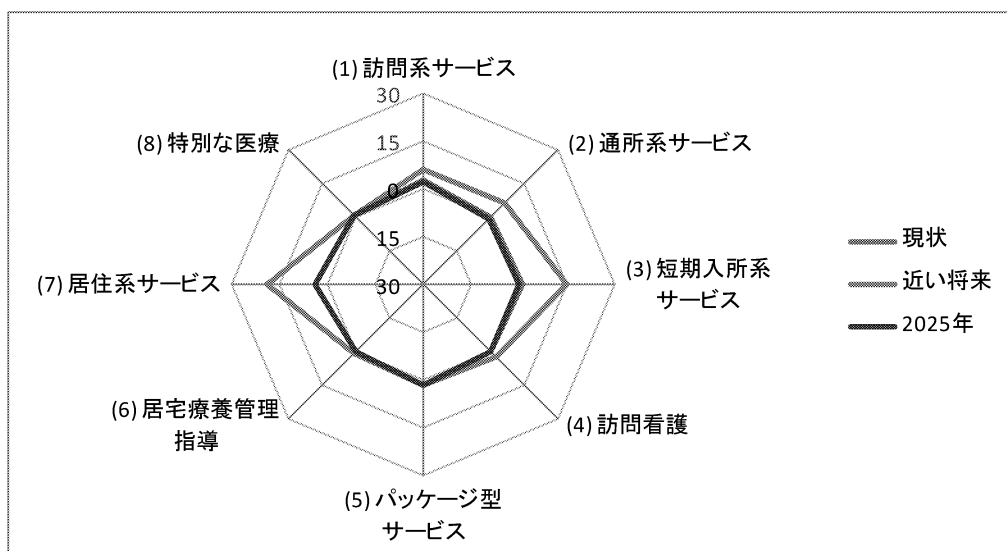 (1) 訪問系サービス
30
15
0
15
30
(2) 通所系サービス
(3) 短期入所系
サービス
(4) 訪問看護
(5) パッケージ型
サービス
(6) 居宅療養管理
指導
(7) 居住系サービス
(8) 特別な医療
現状
近い将来
2025年